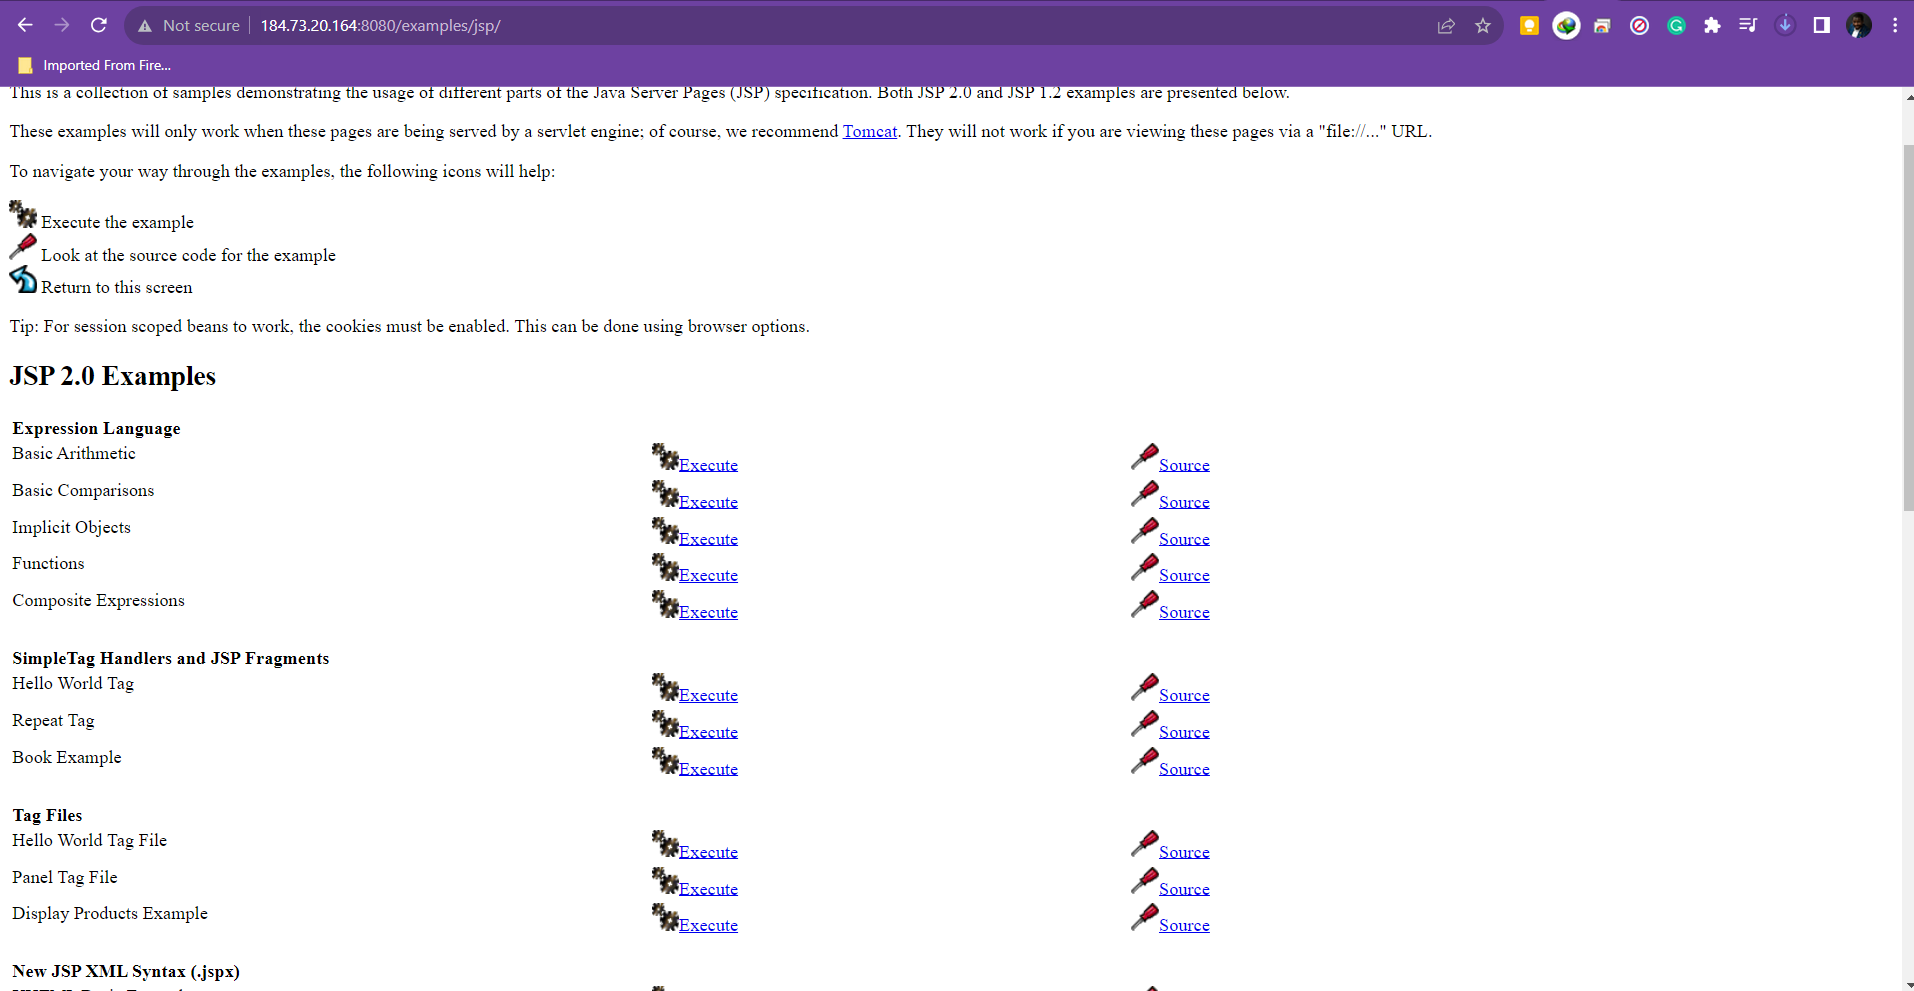 Not secure 184.73.20.164:8080/examples/jsp/
Imported From Fire...
This is a collection of samples demonstrating the usage of different parts of the Java Server Pages (JSP) specification. Both JSP 2.0 and JSP 1.2 examples are presented below.
These examples will only work when these pages are being served by a servlet engine; of course, we recommend Tomcat. They will not work if you are viewing these pages via a "file://..." URL.
To navigate your way through the examples, the following icons will help:
Execute the example
Look at the source code for the example
Return to this screen
Tip: For session scoped beans to work, the cookies must be enabled. This can be done using browser options.
JSP 2.0 Examples
Expression Language
Basic Arithmetic Execute Source
Basic Comparisons Execute Source
Implicit Objects Execute Source
Functions Execute Source
Composite Expressions Execute Source
SimpleTag Handlers and JSP Fragments
Hello World Tag Execute Source
Repeat Tag Execute Source
Book Example Execute Source
Tag Files
Hello World Tag File Execute Source
Panel Tag File Execute Source
Display Products Example Execute Source
New JSP XML Syntax (.jspx)